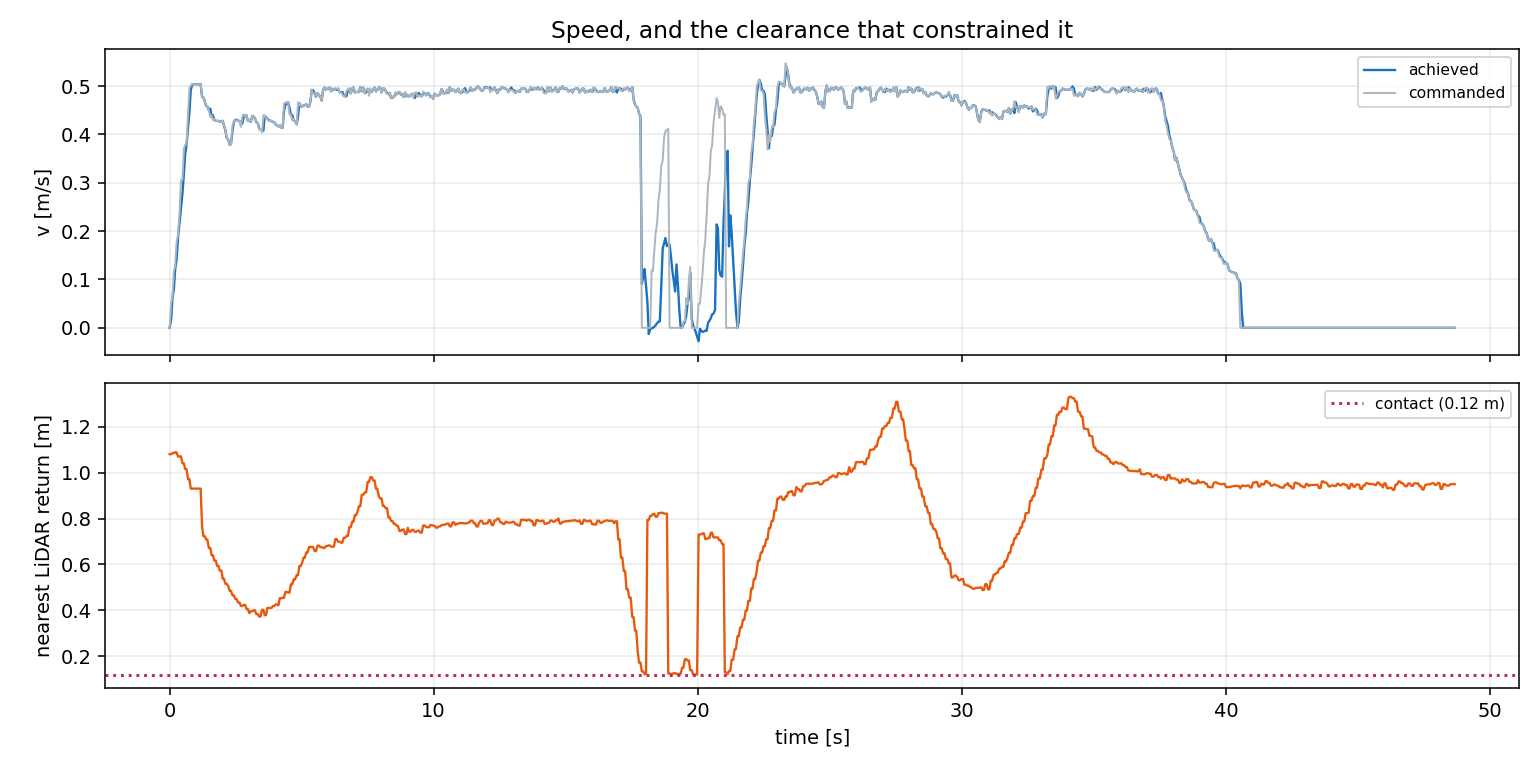 Speed, and the clearance that constrained it
v [m/s]
0.5
0.4
0.3
0.2
0.1
0.0
achieved
commanded
nearest LiDAR return [m]
1.2
1.0
0.8
0.6
0.4
0.2
contact (0.12 m)
0 10 20 30 40 50
time [s]